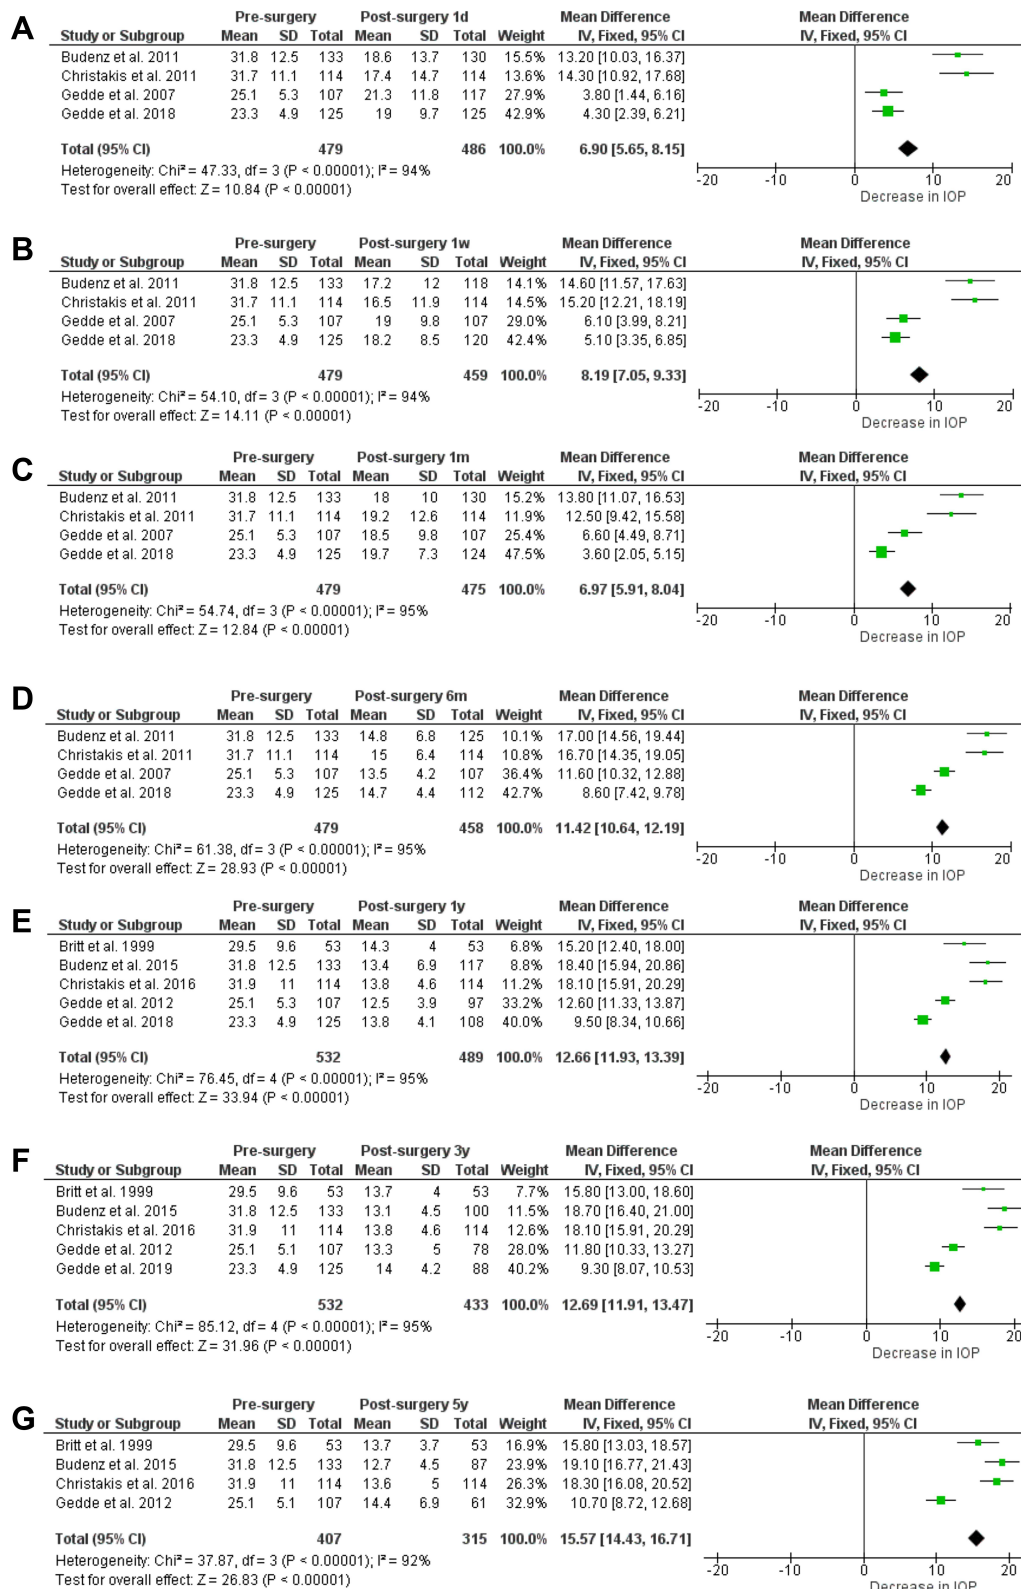 A
Pre-surgery Post-surgery 1d Mean Difference Mean Difference
Study or Subgroup Mean SD Total Mean SD Total Weight IV, Fixed, 95% CI IV, Fixed, 95% CI
Budenz et al. 2011 31.8 12.5 133 18.6 13.7 130 15.5% 13.20 [10.03, 16.37]
Christakis et al. 2011 31.7 11.1 114 17.4 14.7 114 13.6% 14.30 [10.92, 17.68]
Gedde et al. 2007 25.1 5.3 107 21.3 11.8 117 27.9% 3.80 [1.44, 6.16]
Gedde et al. 2018 23.3 4.9 125 19 9.7 125 42.9% 4.30 [2.39, 6.21]
Total (95% CI) 479 486 100.0% 6.90 [5.65, 8.15]
Heterogeneity: Chi² = 47.33, df = 3 (P < 0.00001); I² = 94%
Test for overall effect: Z = 10.84 (P < 0.00001)
-20 -10 0 10 20
Decrease in IOP
B
Pre-surgery Post-surgery 1w Mean Difference Mean Difference
Study or Subgroup Mean SD Total Mean SD Total Weight IV, Fixed, 95% CI IV, Fixed, 95% CI
Budenz et al. 2011 31.8 12.5 133 17.2 12 118 14.1% 14.60 [11.57, 17.63]
Christakis et al. 2011 31.7 11.1 114 16.5 11.9 114 14.5% 15.20 [12.21, 18.19]
Gedde et al. 2007 25.1 5.3 107 19 9.8 107 29.0% 6.10 [3.99, 8.21]
Gedde et al. 2018 23.3 4.9 125 18.2 8.5 120 42.4% 5.10 [3.35, 6.85]
Total (95% CI) 479 459 100.0% 8.19 [7.05, 9.33]
Heterogeneity: Chi² = 54.10, df = 3 (P < 0.00001); I² = 94%
Test for overall effect: Z = 14.11 (P < 0.00001)
-20 -10 0 10 20
Decrease in IOP
C
Pre-surgery Post-surgery 1m Mean Difference Mean Difference
Study or Subgroup Mean SD Total Mean SD Total Weight IV, Fixed, 95% CI IV, Fixed, 95% CI
Budenz et al. 2011 31.8 12.5 133 18 10 130 15.2% 13.80 [11.07, 16.53]
Christakis et al. 2011 31.7 11.1 114 19.2 12.6 114 11.9% 12.50 [9.42, 15.58]
Gedde et al. 2007 25.1 5.3 107 18.5 9.8 107 25.4% 6.60 [4.49, 8.71]
Gedde et al. 2018 23.3 4.9 125 19.7 7.3 124 47.5% 3.60 [2.05, 5.15]
Total (95% CI) 479 475 100.0% 6.97 [5.91, 8.04]
Heterogeneity: Chi² = 54.74, df = 3 (P < 0.00001); I² = 95%
Test for overall effect: Z = 12.84 (P < 0.00001)
-20 -10 0 10 20
Decrease in IOP
D
Pre-surgery Post-surgery 6m Mean Difference Mean Difference
Study or Subgroup Mean SD Total Mean SD Total Weight IV, Fixed, 95% CI IV, Fixed, 95% CI
Budenz et al. 2011 31.8 12.5 133 14.8 6.8 125 10.1% 17.00 [14.56, 19.44]
Christakis et al. 2011 31.7 11.1 114 15 6.4 114 11.0% 16.70 [14.35, 19.05]
Gedde et al. 2007 25.1 5.3 107 13.5 4.2 107 36.4% 11.60 [10.32, 12.88]
Gedde et al. 2018 23.3 4.9 125 14.7 4.4 112 42.7% 8.60 [7.42, 9.78]
Total (95% CI) 479 458 100.0% 11.42 [10.64, 12.19]
Heterogeneity: Chi² = 61.38, df = 3 (P < 0.00001); I² = 95%
Test for overall effect: Z = 28.93 (P < 0.00001)
-20 -10 0 10 20
Decrease in IOP
E
Pre-surgery Post-surgery 1y Mean Difference Mean Difference
Study or Subgroup Mean SD Total Mean SD Total Weight IV, Fixed, 95% CI IV, Fixed, 95% CI
Britt et al. 1999 29.5 9.6 53 14.3 4 53 6.8% 15.20 [12.40, 18.00]
Budenz et al. 2015 31.8 12.5 133 13.4 6.9 117 8.8% 18.40 [15.94, 20.86]
Christakis et al. 2016 31.9 11 114 13.8 4.6 114 11.2% 18.10 [15.91, 20.29]
Gedde et al. 2012 25.1 5.3 107 12.5 3.9 97 33.2% 12.60 [11.33, 13.87]
Gedde et al. 2018 23.3 4.9 125 13.8 4.1 108 40.0% 9.50 [8.34, 10.66]
Total (95% CI) 532 489 100.0% 12.66 [11.93, 13.39]
Heterogeneity: Chi² = 76.45, df = 4 (P < 0.00001); I² = 95%
Test for overall effect: Z = 33.94 (P < 0.00001)
-20 -10 0 10 20
Decrease in IOP
F
Pre-surgery Post-surgery 3y Mean Difference Mean Difference
Study or Subgroup Mean SD Total Mean SD Total Weight IV, Fixed, 95% CI IV, Fixed, 95% CI
Britt et al. 1999 29.5 9.6 53 13.7 4 53 7.7% 15.80 [13.00, 18.60]
Budenz et al. 2015 31.8 12.5 133 13.1 4.5 100 11.5% 18.70 [16.40, 21.00]
Christakis et al. 2016 31.9 11 114 13.8 4.6 114 12.6% 18.10 [15.91, 20.29]
Gedde et al. 2012 25.1 5.1 107 13.3 5 78 28.0% 11.80 [10.33, 13.27]
Gedde et al. 2019 23.3 4.9 125 14 4.2 88 40.2% 9.30 [8.07, 10.53]
Total (95% CI) 532 433 100.0% 12.69 [11.91, 13.47]
Heterogeneity: Chi² = 85.12, df = 4 (P < 0.00001); I² = 95%
Test for overall effect: Z = 31.96 (P < 0.00001)
-20 -10 0 10 20
Decrease in IOP
G
Pre-surgery Post-surgery 5y Mean Difference Mean Difference
Study or Subgroup Mean SD Total Mean SD Total Weight IV, Fixed, 95% CI IV, Fixed, 95% CI
Britt et al. 1999 29.5 9.6 53 13.7 3.7 53 16.9% 15.80 [13.03, 18.57]
Budenz et al. 2015 31.8 12.5 133 12.7 4.5 87 23.9% 19.10 [16.77, 21.43]
Christakis et al. 2016 31.9 11 114 13.6 5 114 26.3% 18.30 [16.08, 20.52]
Gedde et al. 2012 25.1 5.1 107 14.4 6.9 61 32.9% 10.70 [8.72, 12.68]
Total (95% CI) 407 315 100.0% 15.57 [14.43, 16.71]
Heterogeneity: Chi² = 37.87, df = 3 (P < 0.00001); I² = 92%
Test for overall effect: Z = 26.83 (P < 0.00001)
-20 -10 0 10 20
Decrease in IOP